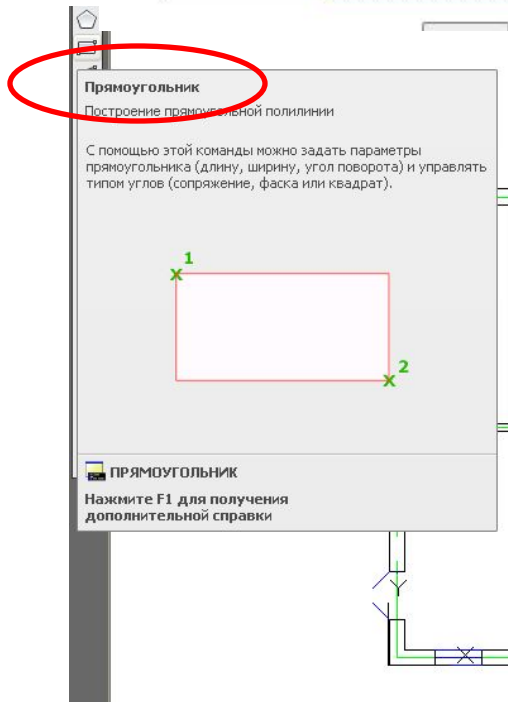 Прямоугольник
Построение прямоугольной полилинии
С помощью этой команды можно задать параметры
прямоугольника (длину, ширину, угол поворота) и управлять
типом углов (сопряжение, фаска или квадрат).
1
2
ПРЯМОУГОЛЬНИК
Нажмите F1 для получения
дополнительной справки